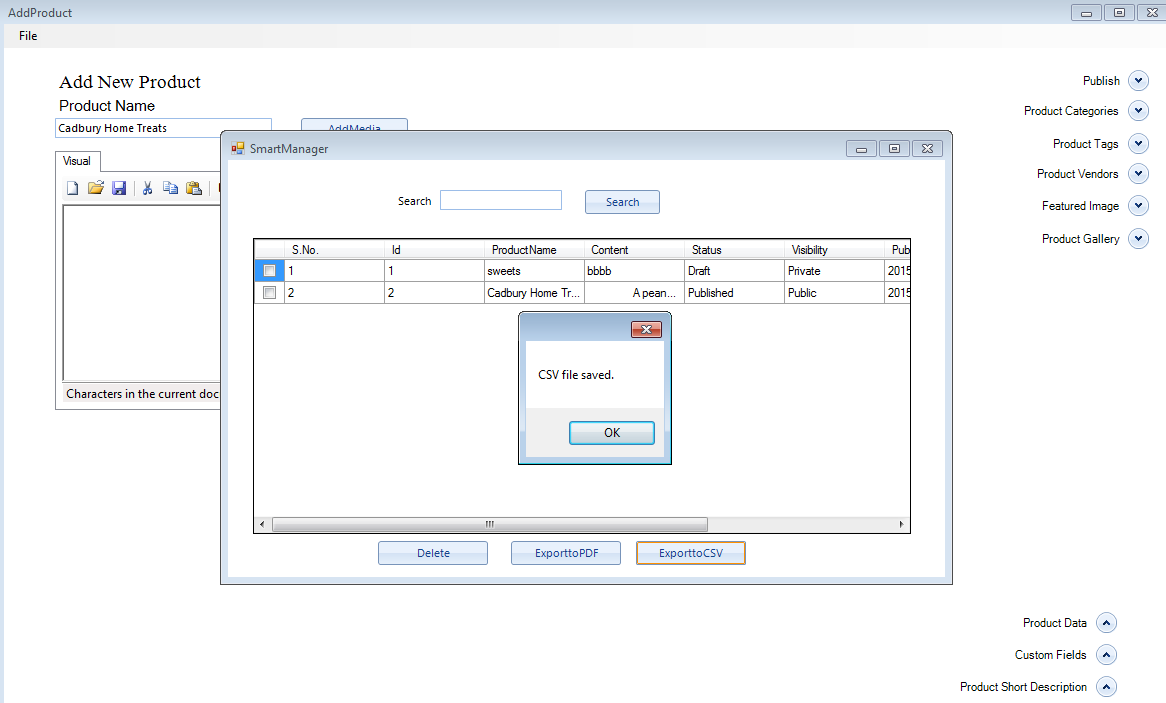 AddProduct
File
Add New Product
Product Name
Cadbury Home Treats
AddMedia
Visual
Characters in the current doc
Publish
Product Categories
Product Tags
Product Vendors
Featured Image
Product Gallery
SmartManager
Search
Search
S.No. Id ProductName Content Status Visibility Pub
1 1 sweets bbbb Draft Private 2015
2 2 Cadbury Home Tr... A pean... Published Public 2015
CSV file saved.
OK
Delete ExporttoPDF ExporttoCSV
Product Data
Custom Fields
Product Short Description